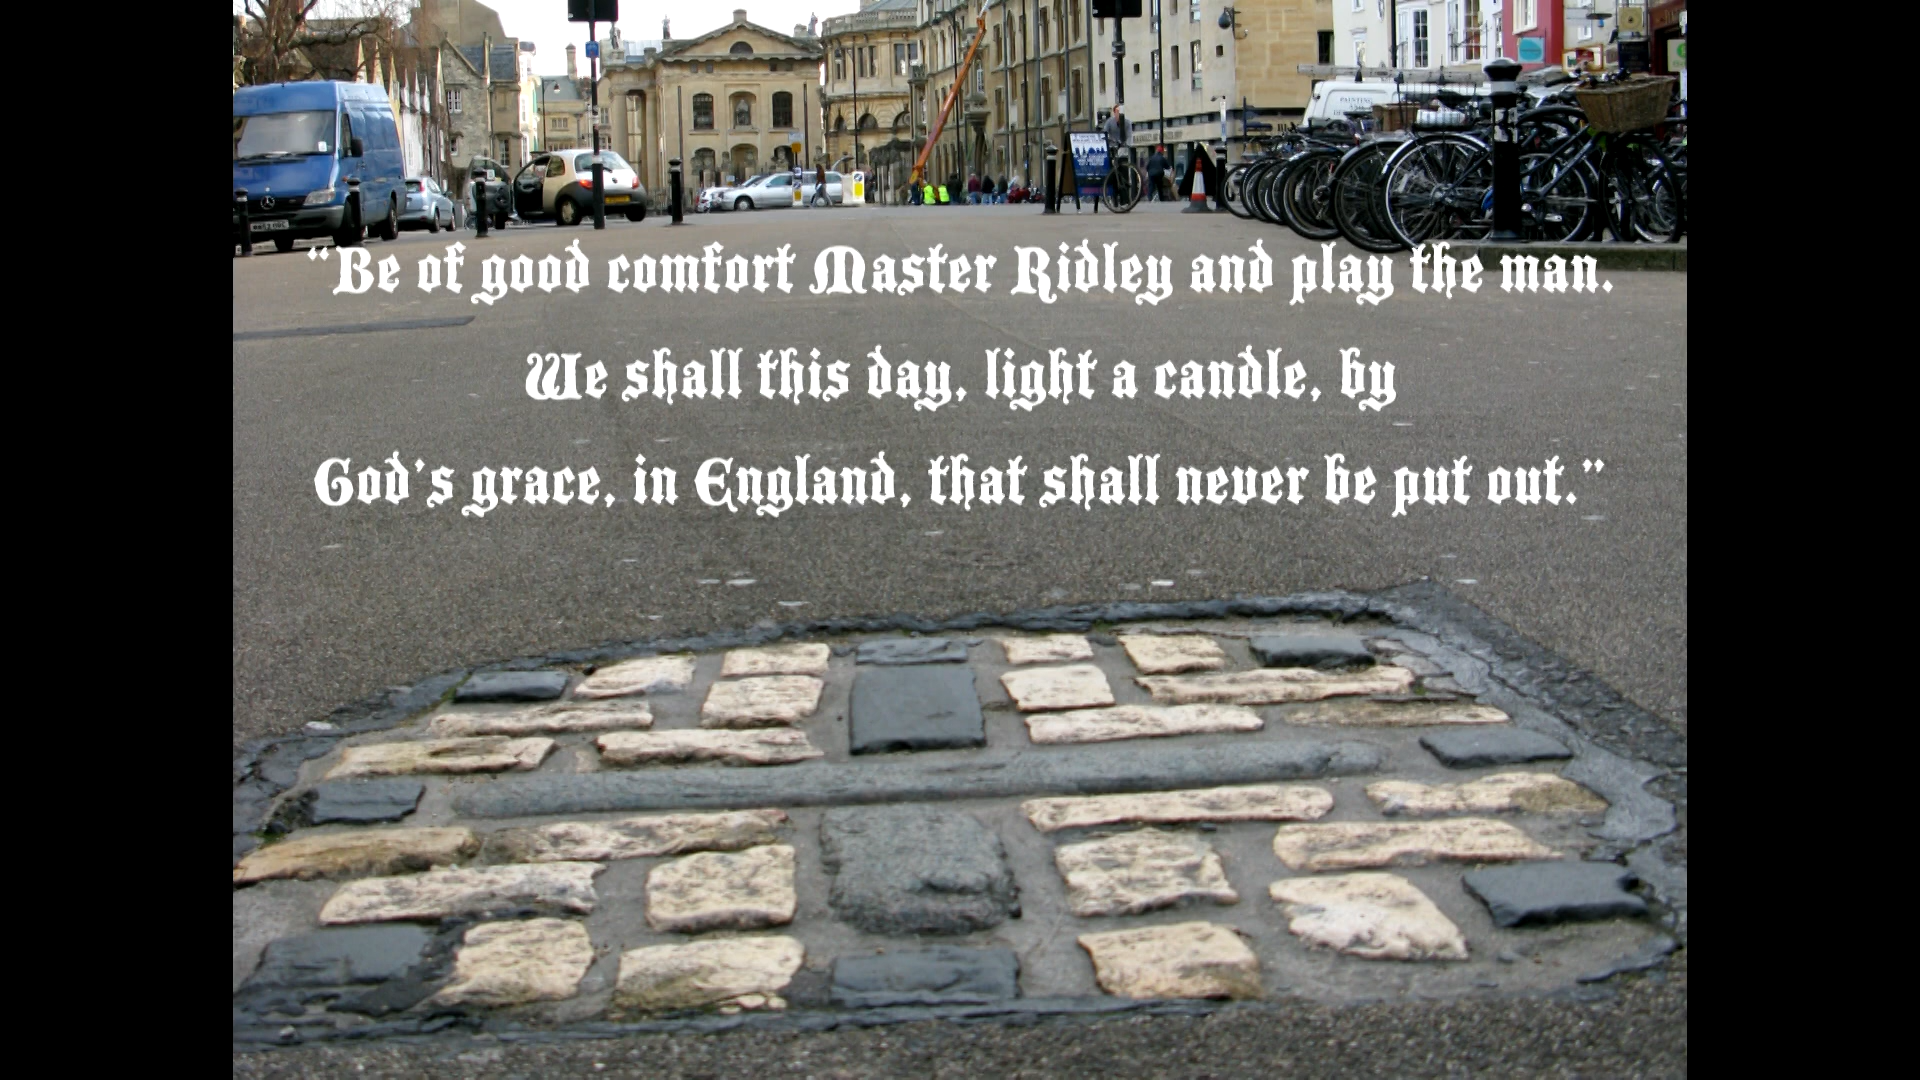 “Be of good comfort Master Ridley and play the man.
We shall this day, light a candle, by
God's grace, in England, that shall never be put out.”
PAINTING